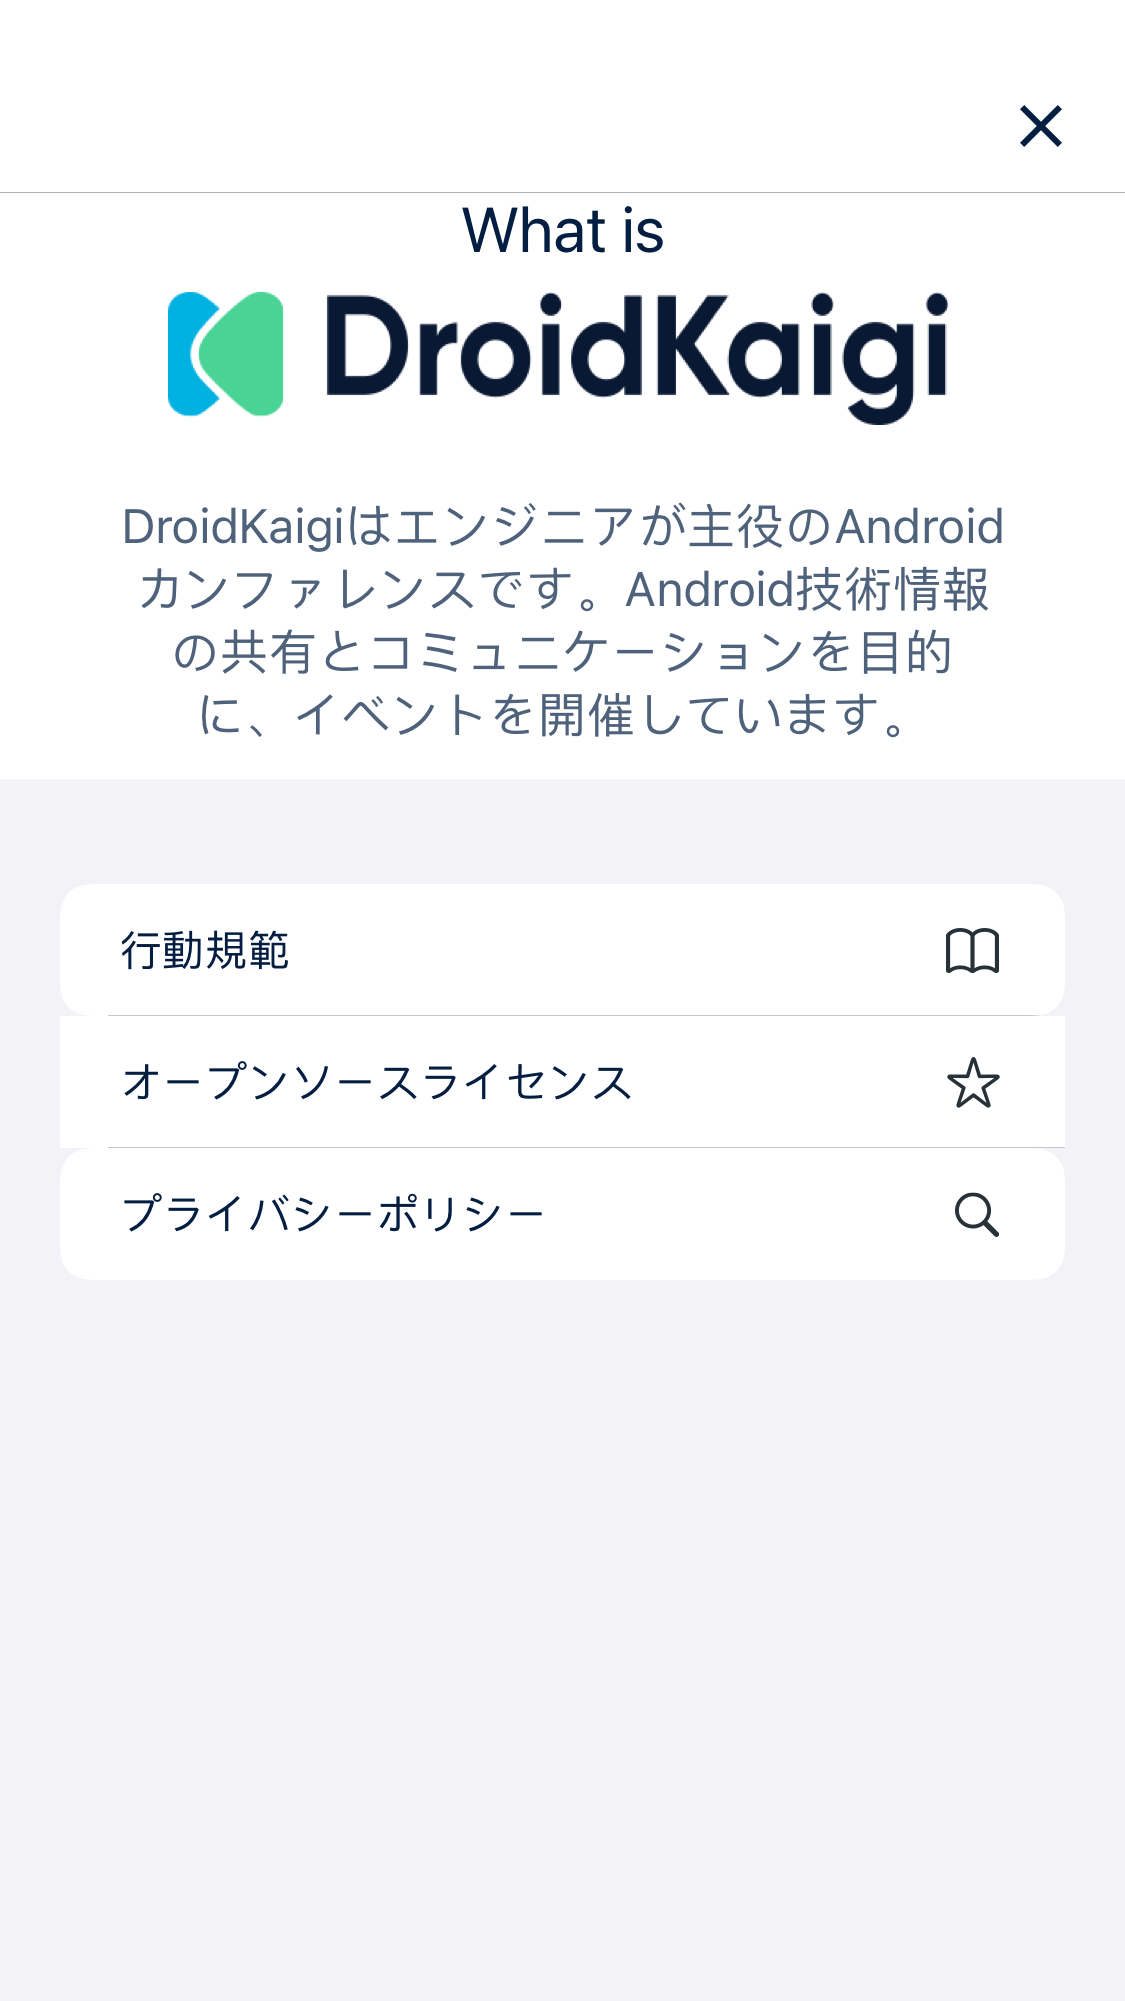 What is
DroidKaigi
DroidKaigiはエンジニアが主役のAndroid
カンファレンスです。Android技術情報
の共有とコミュニケーションを目的
に、イベントを開催しています。
行動規範
オープンソースライセンス
プライバシーポリシー